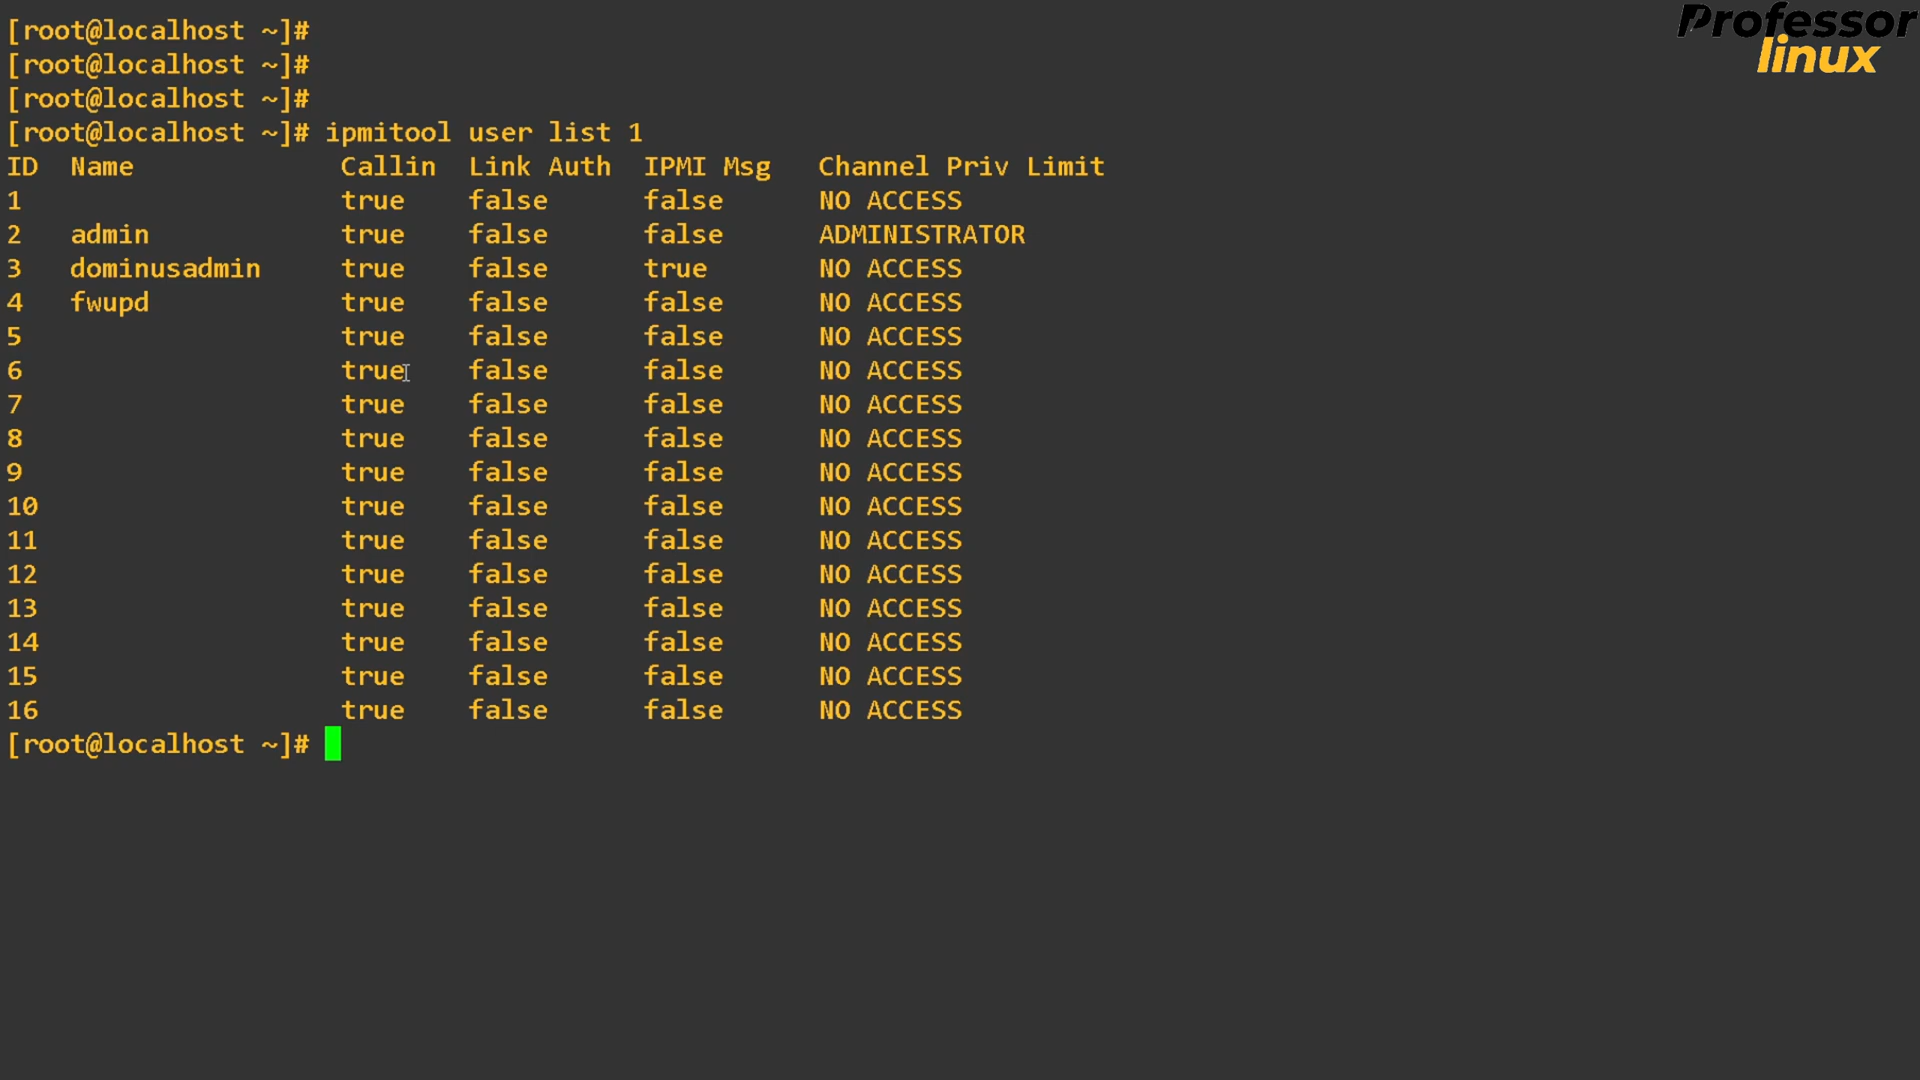 [root@localhost ~]#
Professor
linux
[root@localhost ~]#
[root@localhost ~]#
[root@localhost ~]# ipmitool user list 1
ID  Name             Callin  Link Auth  IPMI Msg   Channel Priv Limit
1                    true    false      false      NO ACCESS
2   admin            true    false      false      ADMINISTRATOR
3   dominusadmin     true    false      true       NO ACCESS
4   fwupd            true    false      false      NO ACCESS
5                    true    false      false      NO ACCESS
6                    true    false      false      NO ACCESS
7                    true    false      false      NO ACCESS
8                    true    false      false      NO ACCESS
9                    true    false      false      NO ACCESS
10                   true    false      false      NO ACCESS
11                   true    false      false      NO ACCESS
12                   true    false      false      NO ACCESS
13                   true    false      false      NO ACCESS
14                   true    false      false      NO ACCESS
15                   true    false      false      NO ACCESS
16                   true    false      false      NO ACCESS
[root@localhost ~]#